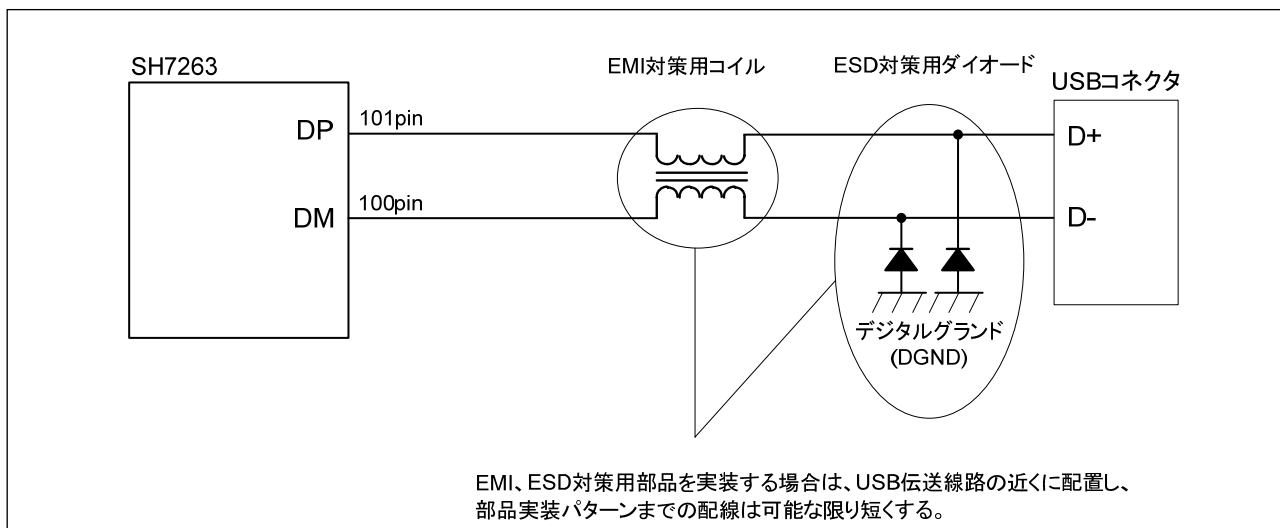 SH7263
EMI対策用コイル
ESD対策用ダイオード
USBコネクタ
DP
101pin
D+
DM
100pin
D-
デジタルグランド
(DGND)
EMI、ESD対策用部品を実装する場合は、USB伝送線路の近くに配置し、
部品実装パターンまでの配線は可能な限り短くする。